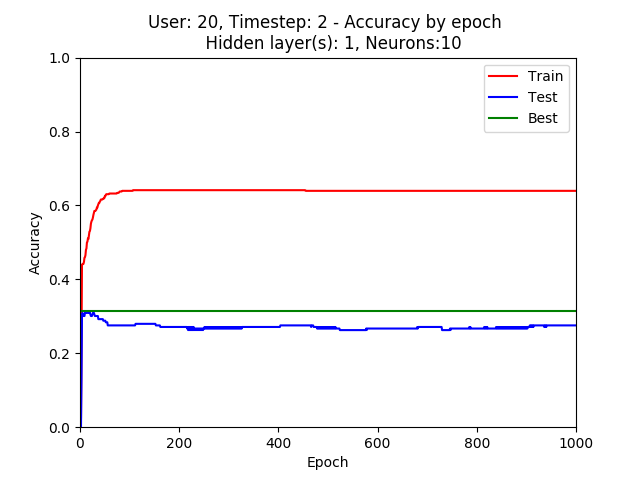 User: 20, Timestep: 2 - Accuracy by epoch
Hidden layer(s): 1, Neurons:10
Train
Test
Best
Accuracy
1.0
0.8
0.6
0.4
0.2
0.0
0 200 400 600 800 1000
Epoch